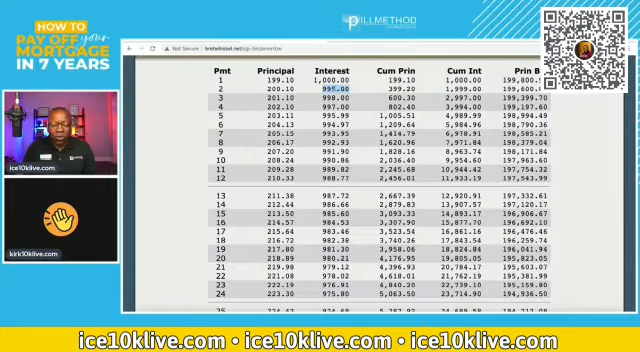 HOW TO
PAY OFF your
MORTGAGE
IN 7 YEARS
PILLMETHOD
Not Secure | bretwhissel.net/cgi-bin/amortize
Pmt Principal Interest Cum Prin Cum Int Prin B
1 199.10 1,000.00 199.10 1,000.00 199,800.
2 200.10 999.00 399.20 1,999.00 199,600.
3 201.10 998.00 600.30 2,997.00 199,399.70
4 202.10 997.00 802.40 3,994.00 199,197.60
5 203.11 995.99 1,005.51 4,989.99 198,994.49
6 204.13 994.97 1,209.64 5,984.96 198,790.36
7 205.15 993.95 1,414.79 6,978.91 198,585.21
8 206.17 992.93 1,620.96 7,971.84 198,379.04
9 207.20 991.90 1,828.16 8,963.74 198,171.84
10 208.24 990.86 2,036.40 9,954.60 197,963.60
11 209.28 989.82 2,245.68 10,944.42 197,754.32
12 210.33 988.77 2,456.01 11,933.19 197,543.99
13 211.38 987.72 2,667.39 12,920.91 197,332.61
14 212.44 986.66 2,879.83 13,907.57 197,120.17
15 213.50 985.60 3,093.33 14,893.17 196,906.67
16 214.57 984.53 3,307.90 15,877.70 196,692.10
17 215.64 983.46 3,523.54 16,861.16 196,476.46
18 216.72 982.38 3,740.26 17,843.54 196,259.74
19 217.80 981.30 3,958.06 18,824.84 196,041.94
20 218.89 980.21 4,176.95 19,805.05 195,823.05
21 219.98 979.12 4,396.93 20,784.17 195,603.07
22 221.08 978.02 4,618.01 21,762.19 195,381.99
23 222.19 976.91 4,840.20 22,739.10 195,159.80
24 223.30 975.80 5,063.50 23,714.90 194,936.50
25 224.42 974.68 5,287.92 24,689.58 194,712.08
ice10klive.com
kirk10klive.com
ice10klive.com • ice10klive.com • ice10klive.com